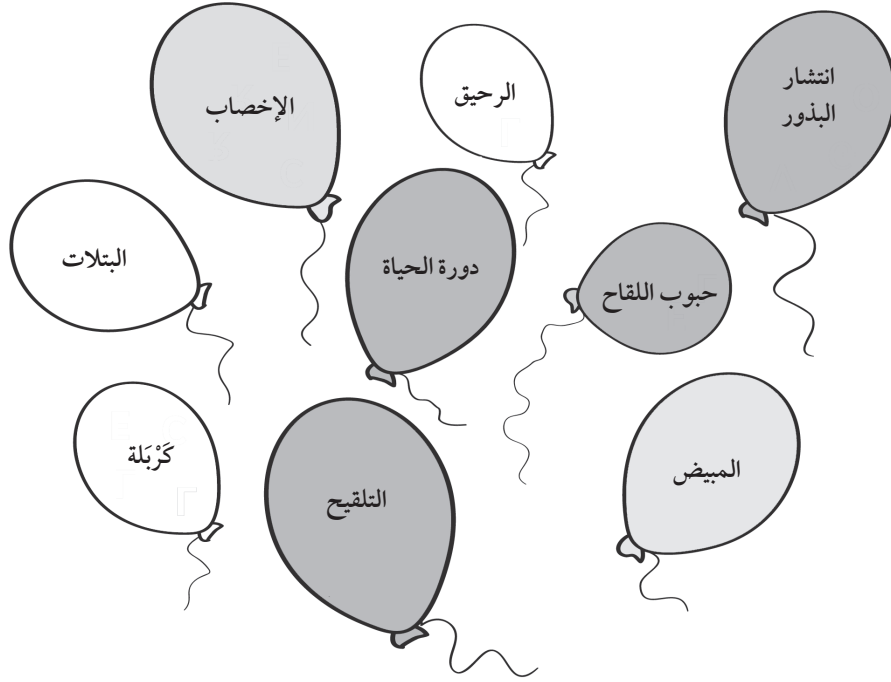 انتشار
البذور
الرحيق
الإخصاب
دورة الحياة
البتلات
حبوب اللقاح
المبيض
التلقيح
كَرْبَلة